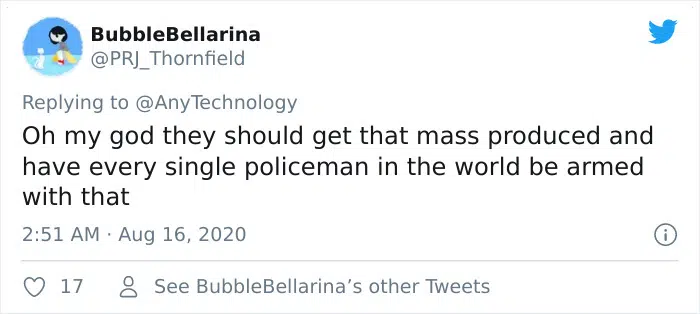 BubbleBellarina
@PRJ_Thornfield
Replying to @AnyTechnology
Oh my god they should get that mass produced and
have every single policeman in the world be armed
with that
2:51 AM · Aug 16, 2020
17 See BubbleBellarina’s other Tweets